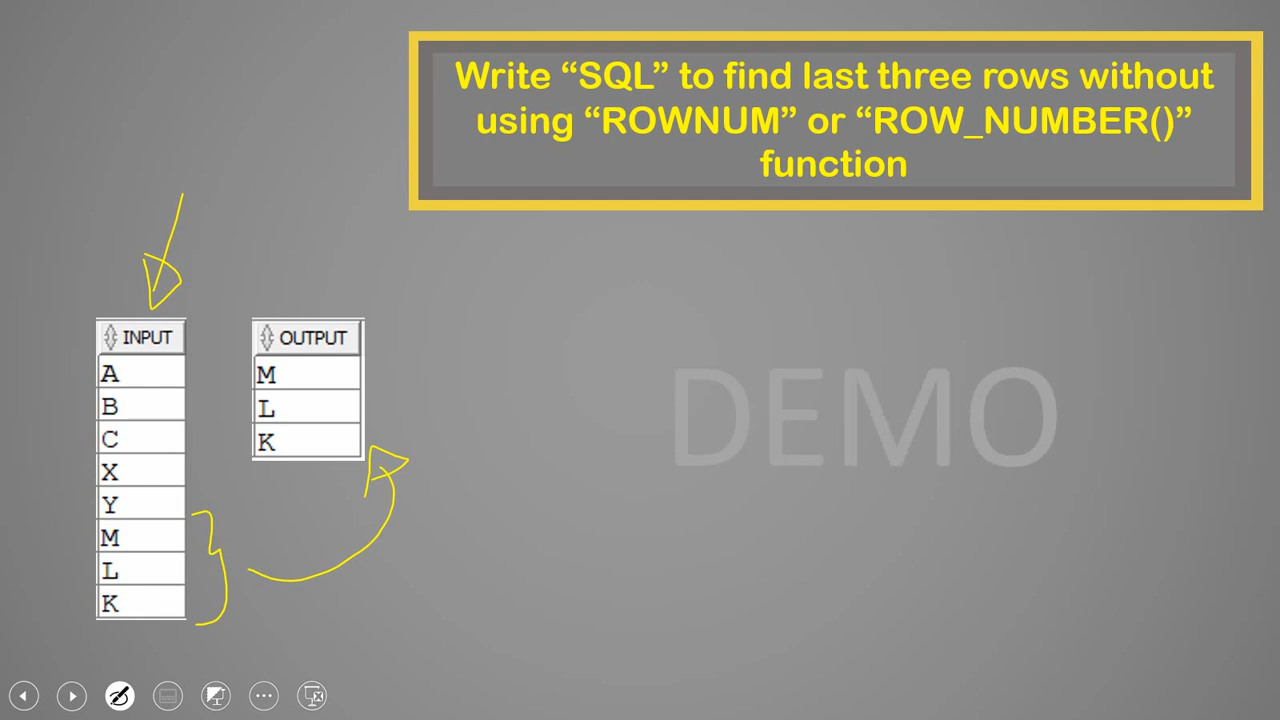 Write “SQL” to find last three rows without
using “ROWNUM” or “ROW_NUMBER()”
function
INPUT
A
B
C
X
Y
M
L
K
OUTPUT
M
L
K
DEMO